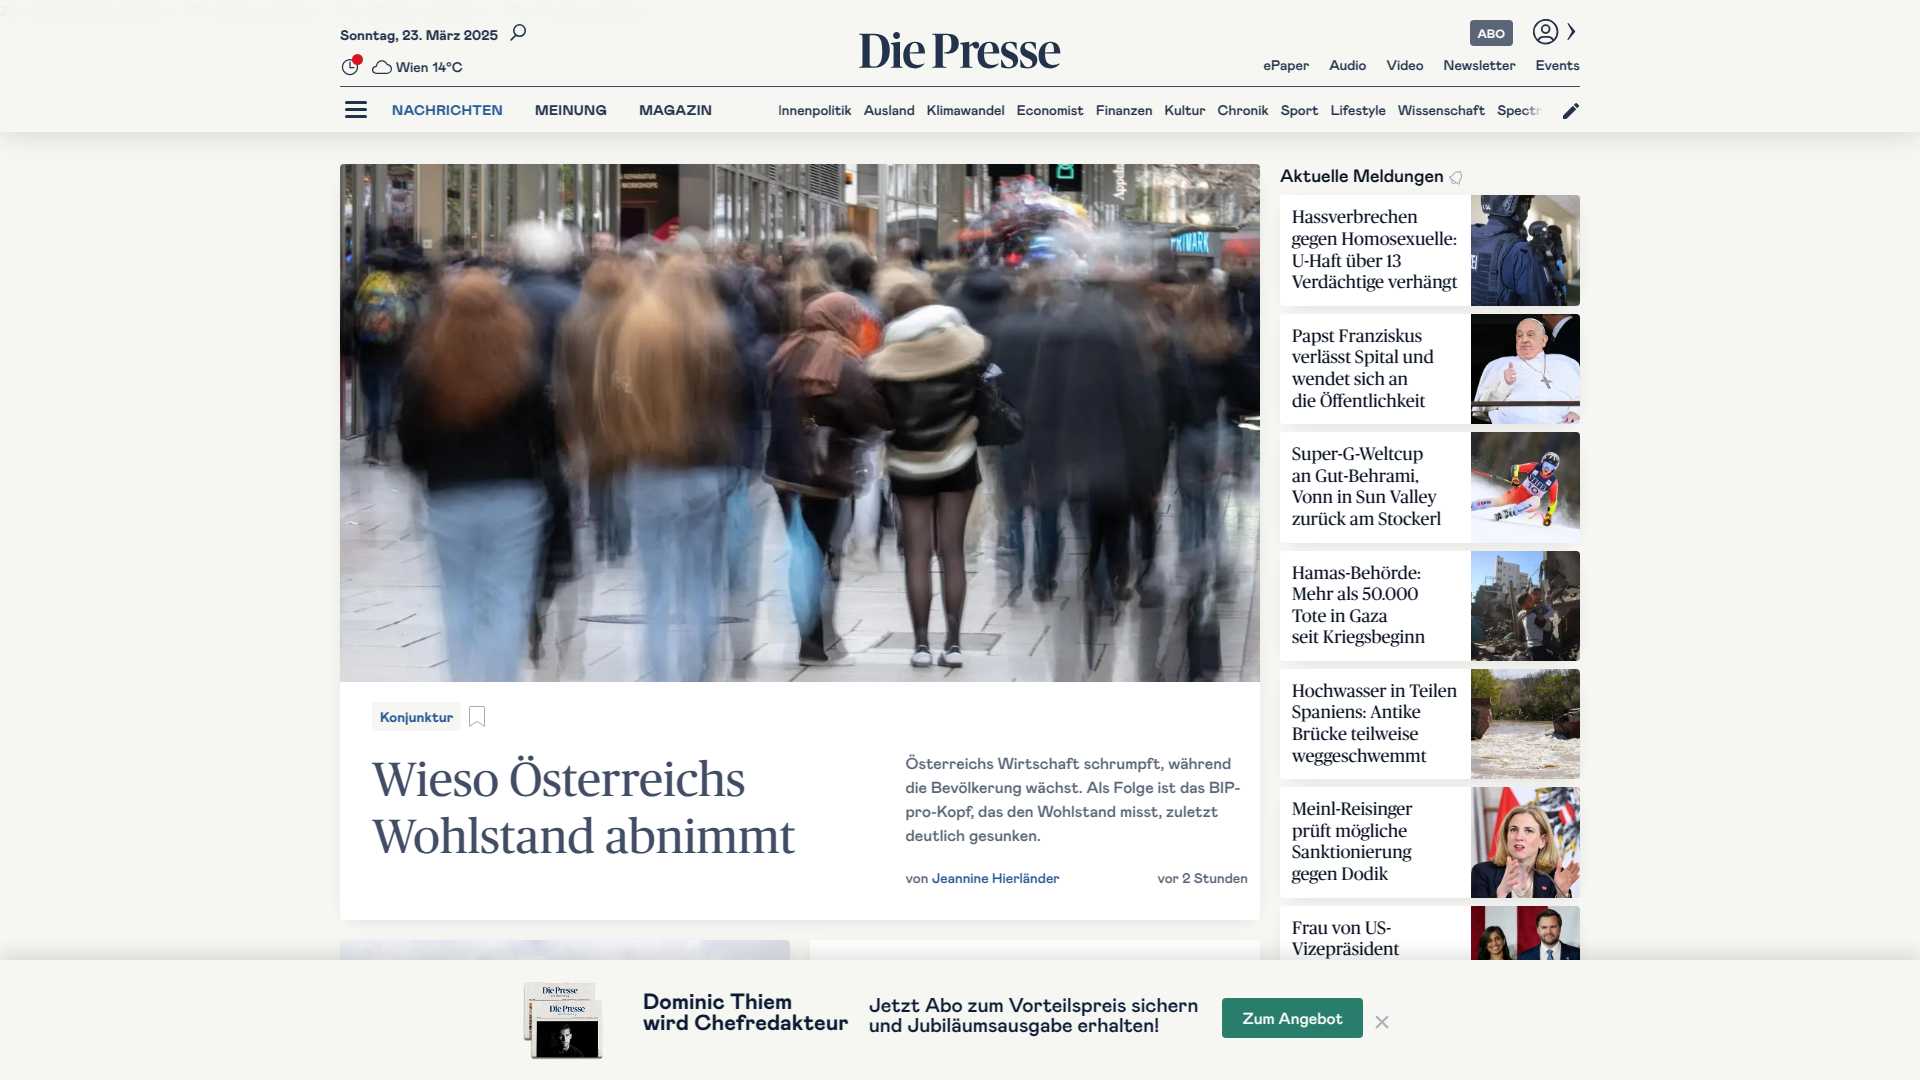 Sonntag, 23. März 2025
Wien 14°C
Die Presse
ABO
ePaper Audio Video Newsletter Events
NACHRICHTEN MEINUNG MAGAZIN
Innenpolitik Ausland Klimawandel Economist Finanzen Kultur Chronik Sport Lifestyle Wissenschaft Spectr
PRIMARK
Konjunktur
Wieso Österreichs
Wohlstand abnimmt
Österreichs Wirtschaft schrumpft, während
die Bevölkerung wächst. Als Folge ist das BIP-
pro-Kopf, das den Wohlstand misst, zuletzt
deutlich gesunken.
von Jeannine Hierländer
vor 2 Stunden
Aktuelle Meldungen
Hassverbrechen
gegen Homosexuelle:
U-Haft über 13
Verdächtige verhängt
Papst Franziskus
verlässt Spital und
wendet sich an
die Öffentlichkeit
Super-G-Weltcup
an Gut-Behrami,
Vonn in Sun Valley
zurück am Stockerl
Hamas-Behörde:
Mehr als 50.000
Tote in Gaza
seit Kriegsbeginn
Hochwasser in Teilen
Spaniens: Antike
Brücke teilweise
weggeschwemmt
Meinl-Reisinger
prüft mögliche
Sanktionierung
gegen Dodik
Frau von US-
Vizepräsident
Die Presse
Die Presse
Dominic Thiem
wird Chefredakteur
Jetzt Abo zum Vorteilspreis sichern
und Jubiläumsausgabe erhalten!
Zum Angebot